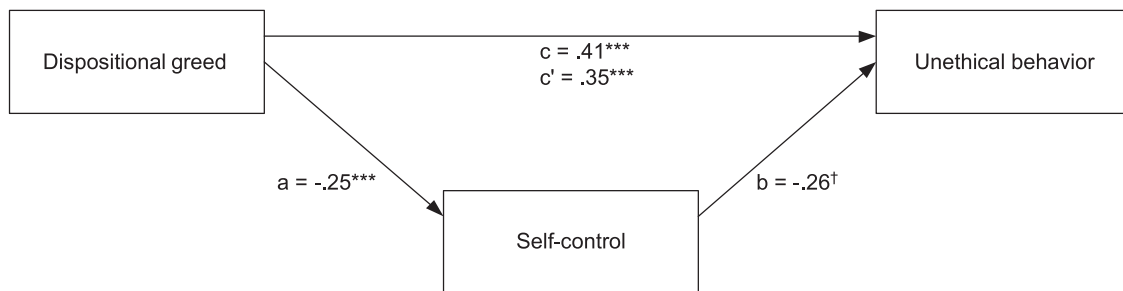 Dispositional greed
c = .41***
c' = .35***
Unethical behavior
a = -.25***
b = -.26†
Self-control